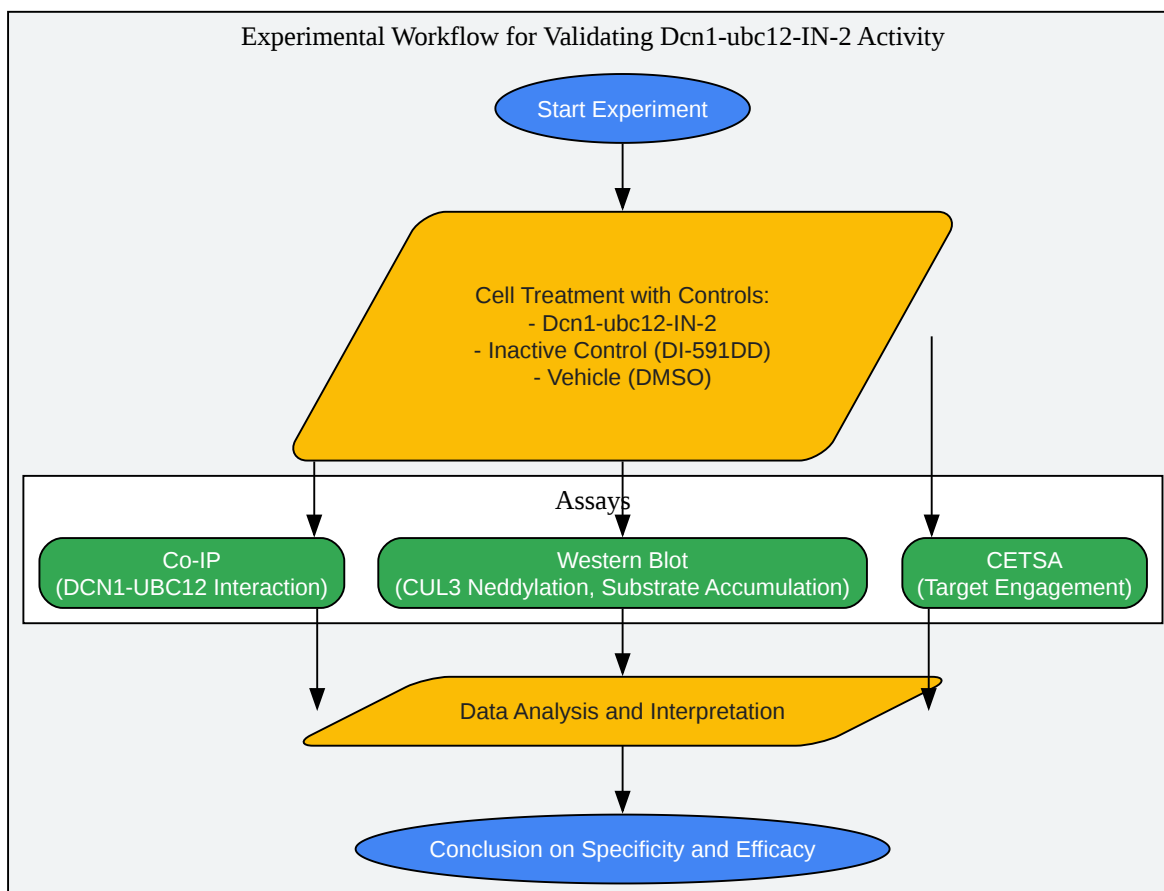 Experimental Workflow for Validating Dcn1-ubc12-IN-2 Activity
Start Experiment
Cell Treatment with Controls:
- Dcn1-ubc12-IN-2
- Inactive Control (DI-591DD)
- Vehicle (DMSO)
Assays
Co-IP
(DCN1-UBC12 Interaction)
Western Blot
(CUL3 Neddylation, Substrate Accumulation)
CETSA
(Target Engagement)
Data Analysis and Interpretation
Conclusion on Specificity and Efficacy